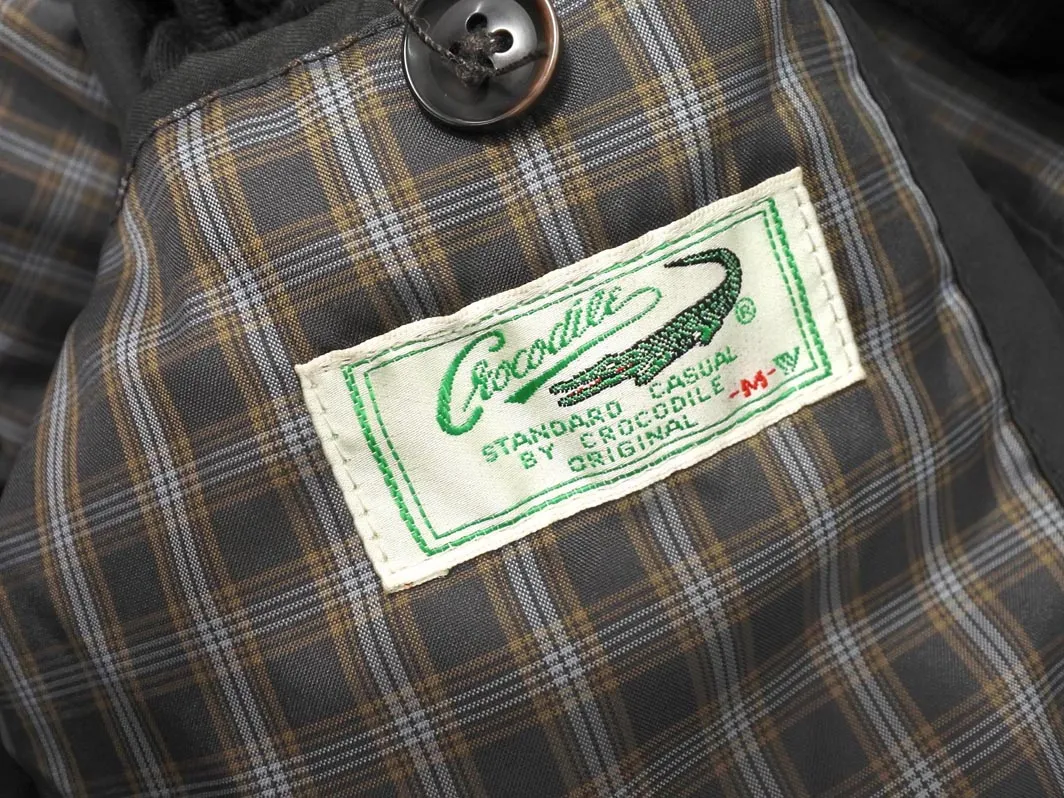 Crocodile ®
STANDARD CASUAL
BY CROCODILE -M- W
ORIGINAL